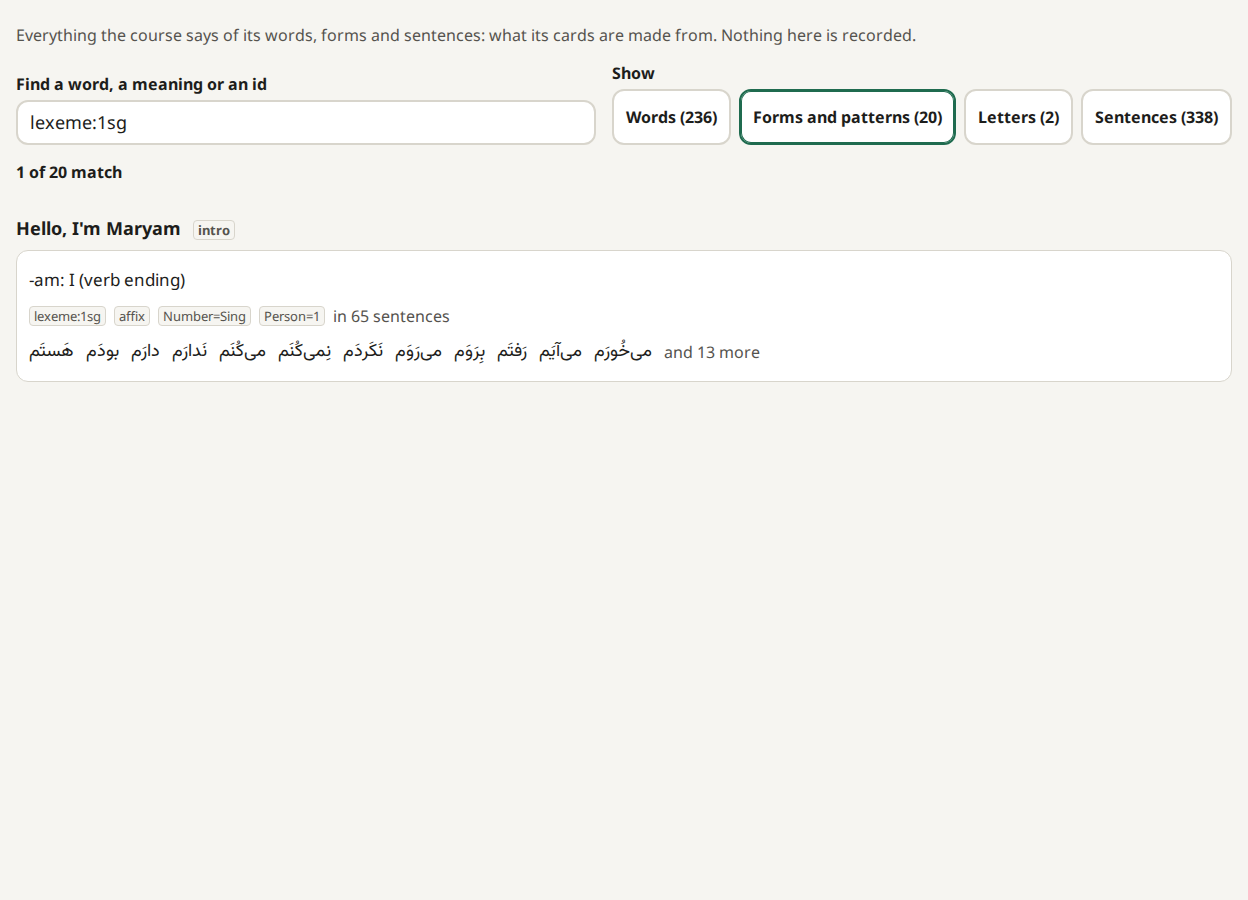 Everything the course says of its words, forms and sentences: what its cards are made from. Nothing here is recorded.
Find a word, a meaning or an id
Show
lexeme:1sg
Words (236) Forms and patterns (20) Letters (2) Sentences (338)
1 of 20 match
Hello, I'm Maryam intro
-am: I (verb ending)
lexeme:1sg affix Number=Sing Person=1 in 65 sentences
هَستَم بودَم دارَم نَدارَم می‌کُنَم نِمی‌کُنَم نَکَردَم می‌رَوَم بِرَوَم رَفتَم می‌آیَم می‌خُورَم and 13 more